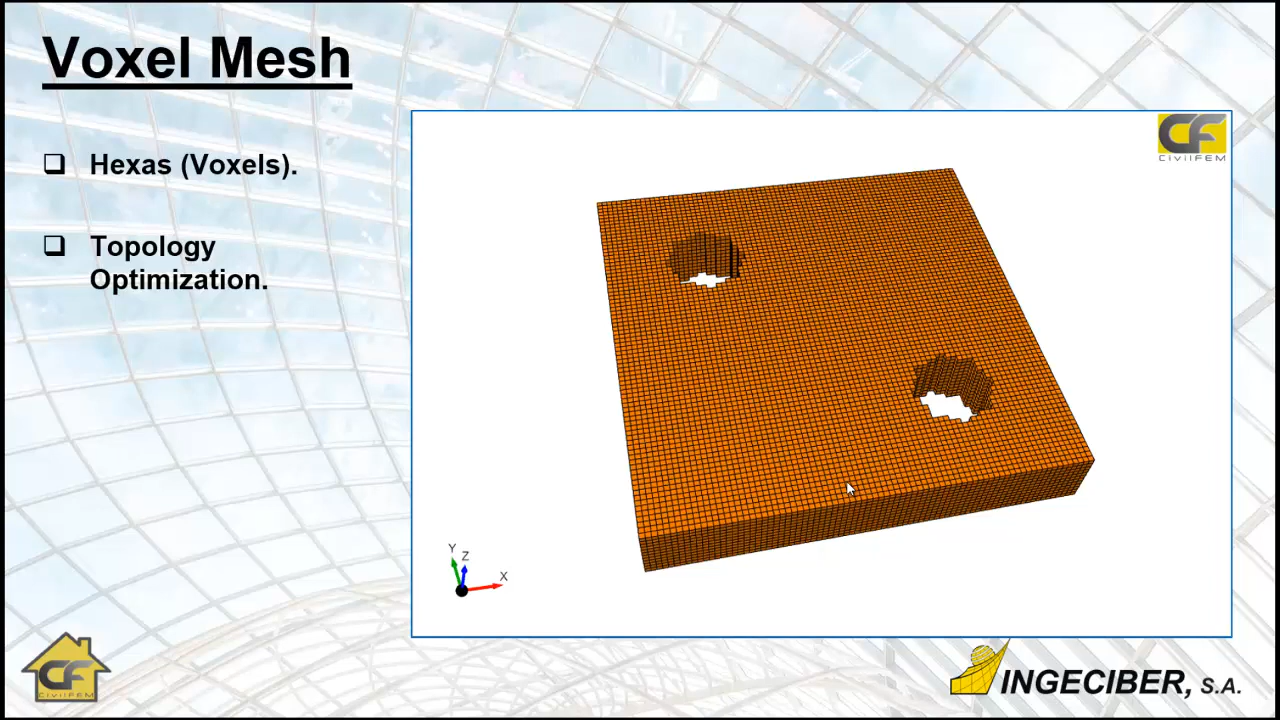 Voxel Mesh
Hexas (Voxels).
Topology
Optimization.
CF
CivilFEM
Y
Z
X
CF
CivilFEM
INGECIBER, S.A.